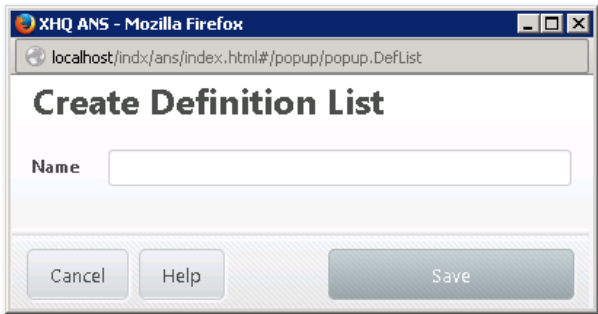 XHQ ANS - Mozilla Firefox
localhost/indx/ans/index.html#/popup/popup.DefList
Create Definition List
Name
Cancel Help Save